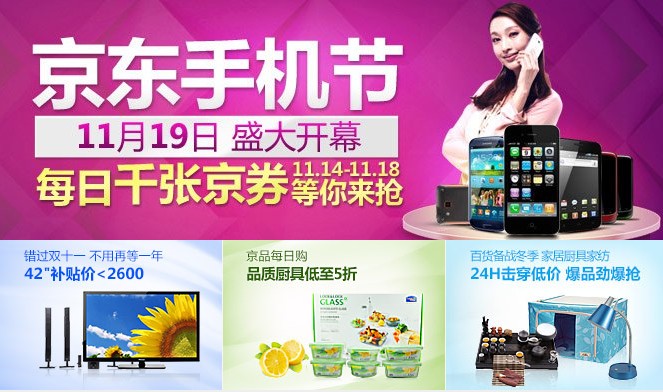 京东手机节
11月19日 盛大开幕
每日千张京券 11.14-11.18
等你来抢
错过双十一 不用再等一年
42"补贴价<2600
京品每日购
品质厨具低至5折
LOCK&LOCK
GLASS
百货备战冬季 家居厨具家纺
24H击穿低价 爆品劲爆抢